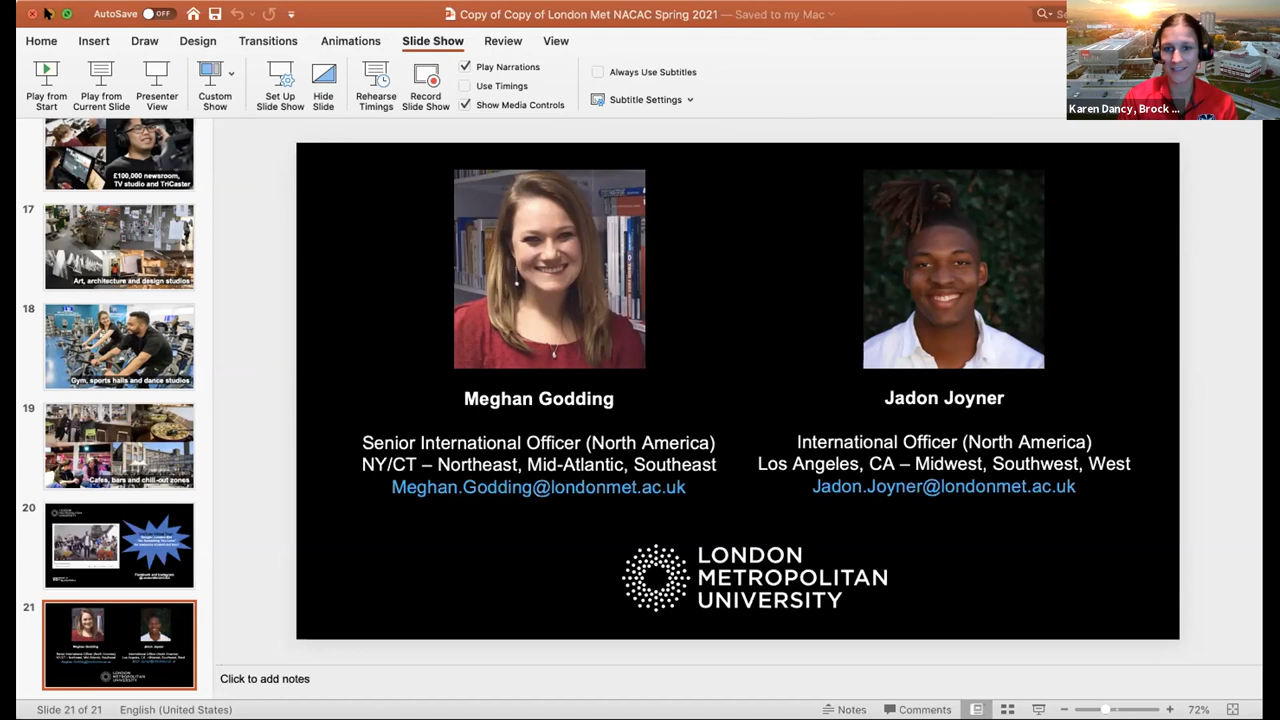 AutoSave OFF
Copy of Copy of London Met NACAC Spring 2021 — Saved to my Mac
Home Insert Draw Design Transitions Animations Slide Show Review View
Play from Start
Play from Current Slide
Presenter View
Custom Show
Set Up Slide Show
Hide Slide
Rehearse Timings
Record Slide Show
Play Narrations
Use Timings
Show Media Controls
Always Use Subtitles
Subtitle Settings
Karen Dancy, Brock ...
£100,000 newsroom,
TV studio and TriCaster
17
Art, architecture and design studios
18
Gym, sports halls and dance studios
19
Cafes, bars and chill-out zones
20
21
Meghan Godding
Senior International Officer (North America)
NY/CT – Northeast, Mid-Atlantic, Southeast
Meghan.Godding@londonmet.ac.uk
Jadon Joyner
International Officer (North America)
Los Angeles, CA – Midwest, Southwest, West
Jadon.Joyner@londonmet.ac.uk
LONDON
METROPOLITAN
UNIVERSITY
Click to add notes
Slide 21 of 21 English (United States) Notes Comments 72%